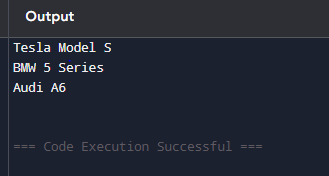 Output
Tesla Model S
BMW 5 Series
Audi A6
=== Code Execution Successful ===